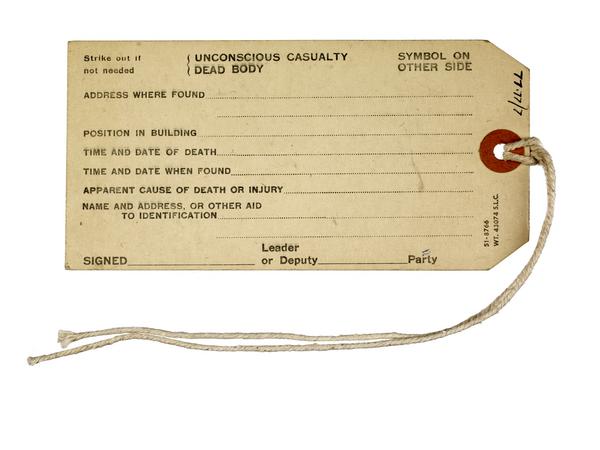 Strike out if { UNCONSCIOUS CASUALTY SYMBOL ON
not needed { DEAD BODY OTHER SIDE
ADDRESS WHERE FOUND
POSITION IN BUILDING
TIME AND DATE OF DEATH
TIME AND DATE WHEN FOUND
APPARENT CAUSE OF DEATH OR INJURY
NAME AND ADDRESS, OR OTHER AID
TO IDENTIFICATION
Leader
SIGNED or Deputy Party
51-8766
WT. 43074 S.L.C.